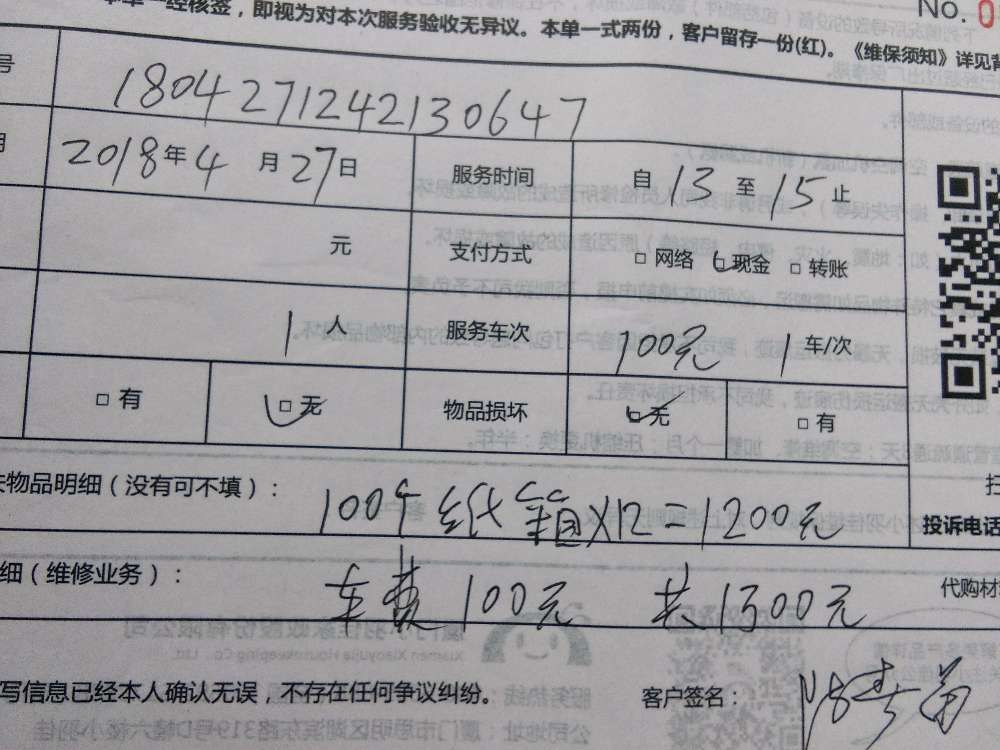 本单一经核签，即视为对本次服务验收无异议。本单一式两份，客户留存一份(红)。《维保须知》详见背
No. 0
号 1804271242130647
2018年4月27日 服务时间 自13至15止
元 支付方式 □网络 □现金 □转账
1人 服务车次 100元 1车/次
□有 □无 物品损坏 □无 □有
失物品明细（没有可不填）： 100个纸箱X12=1200元
扫
投诉电话
细（维修业务）： 车费100元 共1300元
代购材
写信息已经本人确认无误，不存在任何争议纠纷。 客户签名：